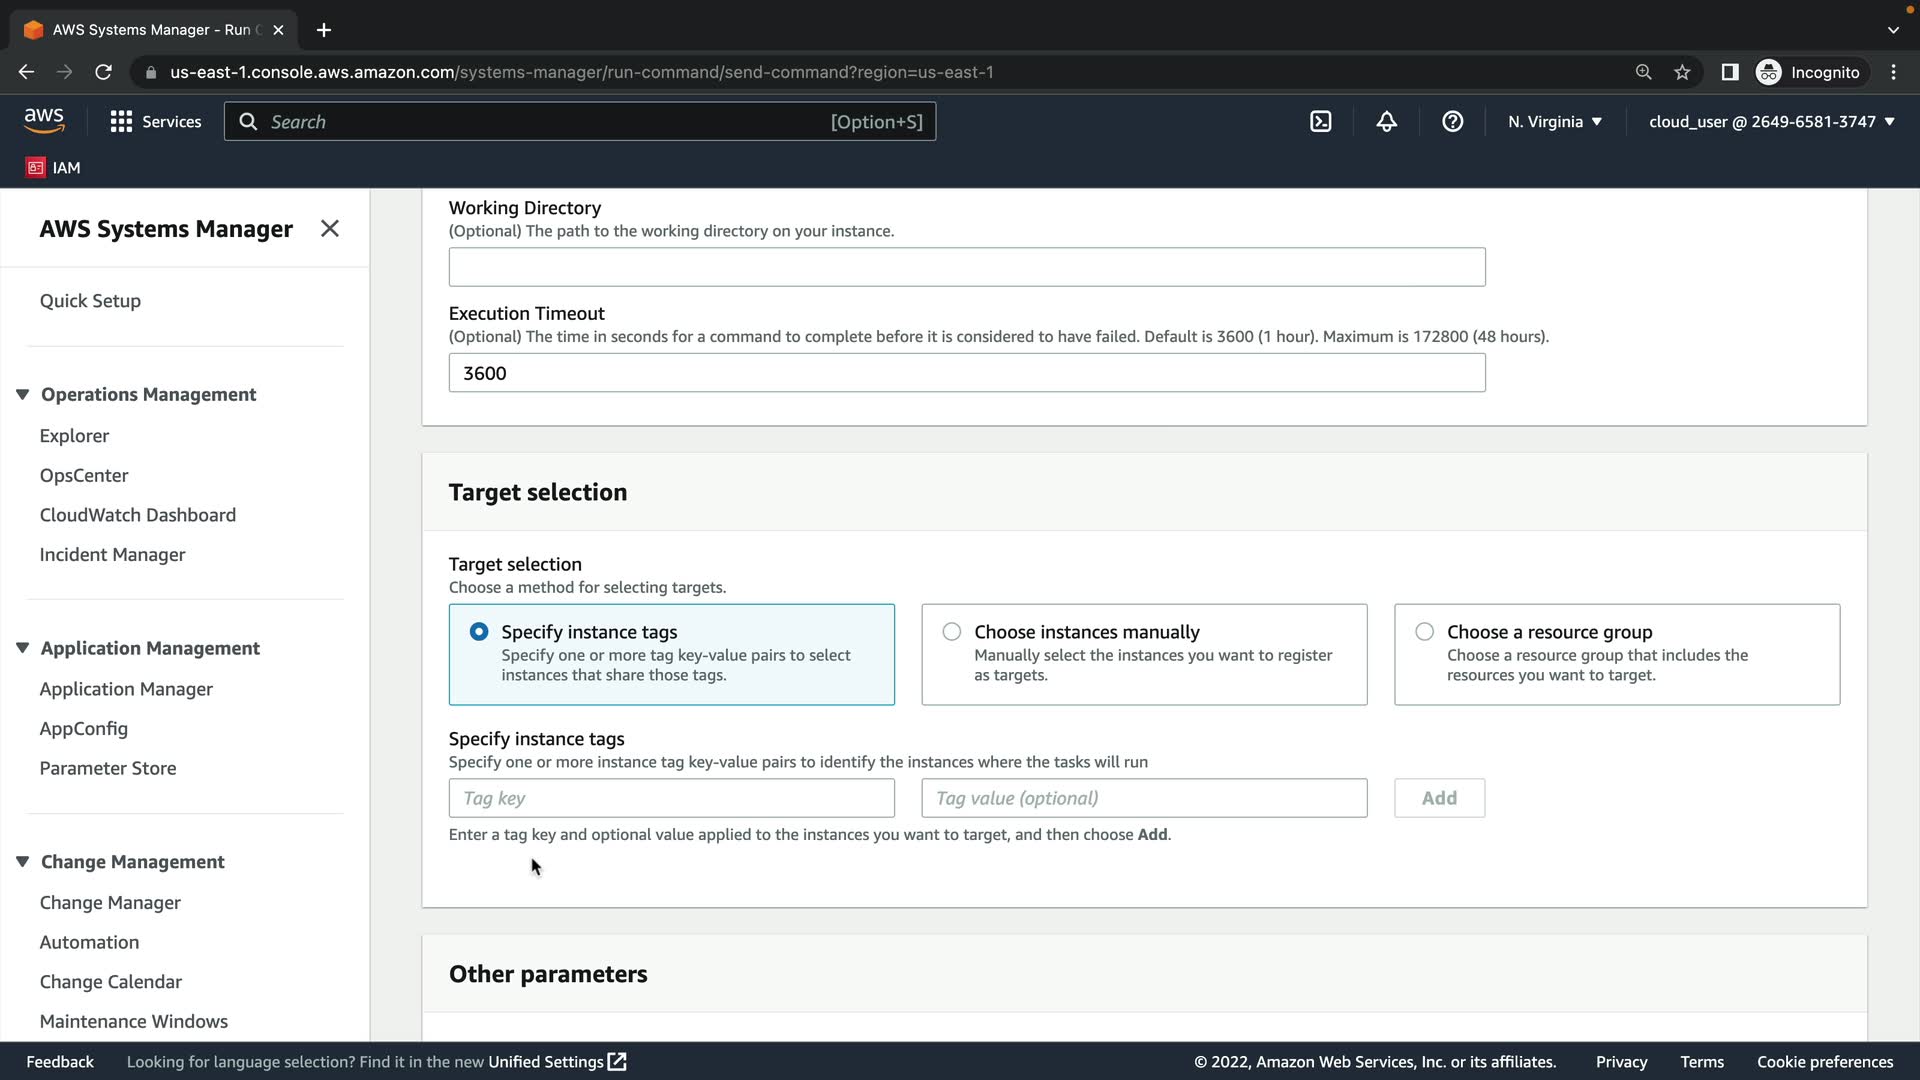 AWS Systems Manager - Run
us-east-1.console.aws.amazon.com/systems-manager/run-command/send-command?region=us-east-1
Incognito
aws
Services
Search
[Option+S]
N. Virginia
cloud_user @ 2649-6581-3747
IAM
AWS Systems Manager
Quick Setup
Operations Management
Explorer
OpsCenter
CloudWatch Dashboard
Incident Manager
Application Management
Application Manager
AppConfig
Parameter Store
Change Management
Change Manager
Automation
Change Calendar
Maintenance Windows
Working Directory
(Optional) The path to the working directory on your instance.
Execution Timeout
(Optional) The time in seconds for a command to complete before it is considered to have failed. Default is 3600 (1 hour). Maximum is 172800 (48 hours).
3600
Target selection
Target selection
Choose a method for selecting targets.
Specify instance tags
Specify one or more tag key-value pairs to select
instances that share those tags.
Choose instances manually
Manually select the instances you want to register
as targets.
Choose a resource group
Choose a resource group that includes the
resources you want to target.
Specify instance tags
Specify one or more instance tag key-value pairs to identify the instances where the tasks will run
Tag key
Tag value (optional)
Add
Enter a tag key and optional value applied to the instances you want to target, and then choose Add.
Other parameters
Feedback
Looking for language selection? Find it in the new Unified Settings
© 2022, Amazon Web Services, Inc. or its affiliates.
Privacy
Terms
Cookie preferences